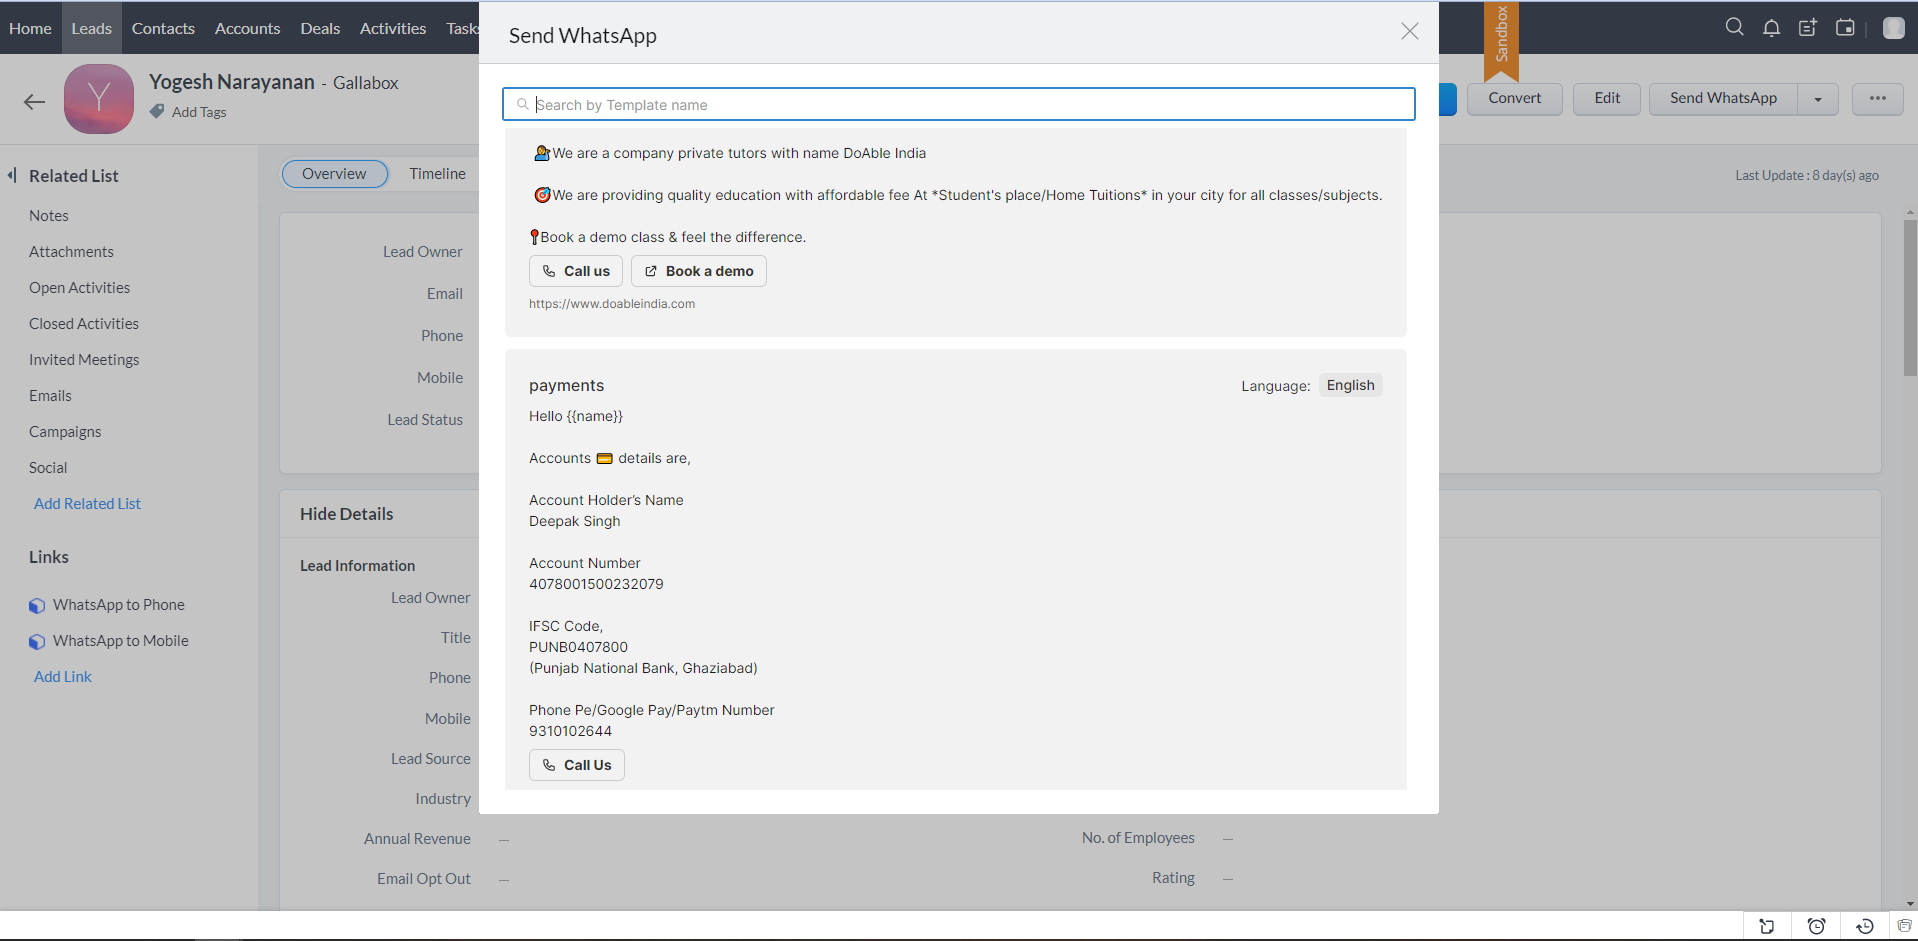 Home Leads Contacts Accounts Deals Activities
Send WhatsApp
Sandbox
Yogesh Narayanan - Gallabox
Add Tags
Convert Edit Send WhatsApp
Search by Template name
Related List
Notes
Attachments
Open Activities
Closed Activities
Invited Meetings
Emails
Campaigns
Social
Add Related List
Links
WhatsApp to Phone
WhatsApp to Mobile
Add Link
Overview Timeline
Last Update : 8 day(s) ago
Lead Owner
Email
Phone
Mobile
Lead Status
Hide Details
Lead Information
Lead Owner
Title
Phone
Mobile
Lead Source
Industry
Annual Revenue —
No. of Employees —
Email Opt Out —
Rating —
We are a company private tutors with name DoAble India
We are providing quality education with affordable fee At *Student's place/Home Tuitions* in your city for all classes/subjects.
Book a demo class & feel the difference.
Call us Book a demo
https://www.doableindia.com
payments
Language: English
Hello {{name}}
Accounts 💳 details are,
Account Holder’s Name
Deepak Singh
Account Number
4078001500232079
IFSC Code,
PUNB0407800
(Punjab National Bank, Ghaziabad)
Phone Pe/Google Pay/Paytm Number
9310102644
Call Us